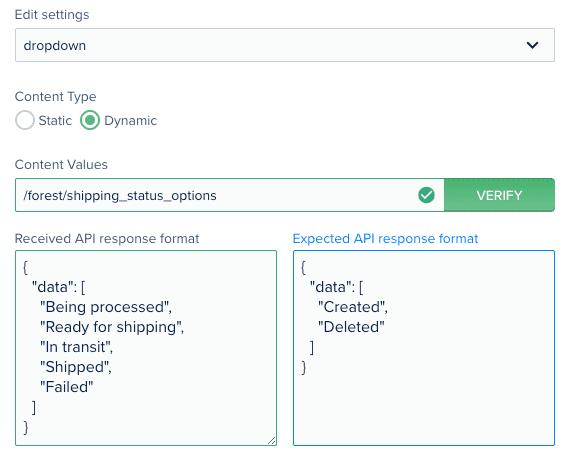 Edit settings
dropdown
Content Type
Static Dynamic
Content Values
/forest/shipping_status_options VERIFY
Received API response format
{
"data": [
"Being processed",
"Ready for shipping",
"In transit",
"Shipped",
"Failed"
]
}
Expected API response format
{
"data": [
"Created",
"Deleted"
]
}